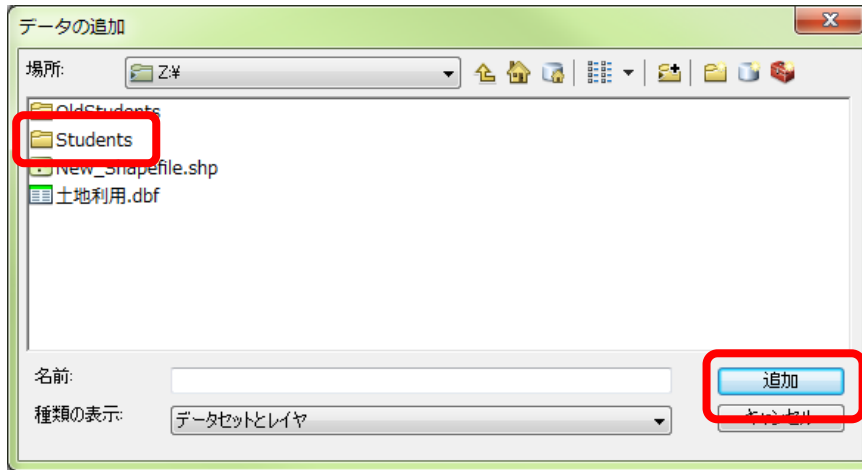 データの追加
場所: Z:¥
OldStudents
Students
New_Shapefile.shp
土地利用.dbf
名前:
追加
種類の表示: データセットとレイヤ
キャンセル